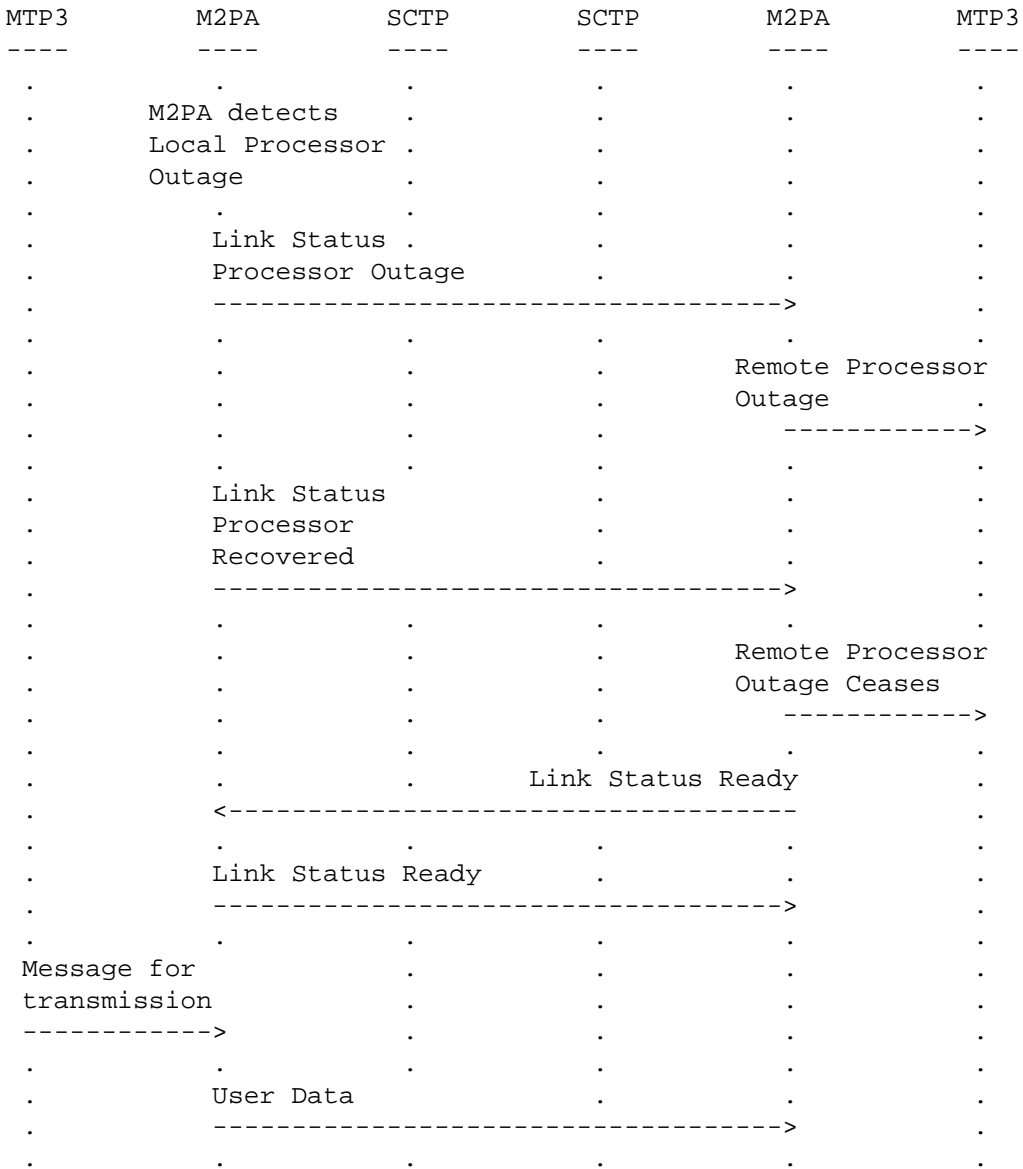 MTP3 M2PA SCTP SCTP M2PA MTP3
---- ---- ---- ---- ---- ----
. . . . . .
. M2PA detects . . . .
. Local Processor . . . .
. Outage . . . .
. . . . . .
. Link Status . . . .
. Processor Outage . . .
. ------------------------------------> .
. . . . . .
. . . . Remote Processor
. . . . Outage .
. . . . ------------>
. . . . . .
. Link Status . . .
. Processor . . .
. Recovered . . .
. ------------------------------------> .
. . . . . .
. . . . Remote Processor
. . . . Outage Ceases
. . . . ------------>
. . . . . .
. . . Link Status Ready .
. <------------------------------------ .
. . . . . .
. Link Status Ready . . .
. ------------------------------------> .
. . . . . .
Message for . . . .
transmission . . . .
------------> . . . .
. . . . . .
. User Data . . .
. ------------------------------------> .
. . . . . .